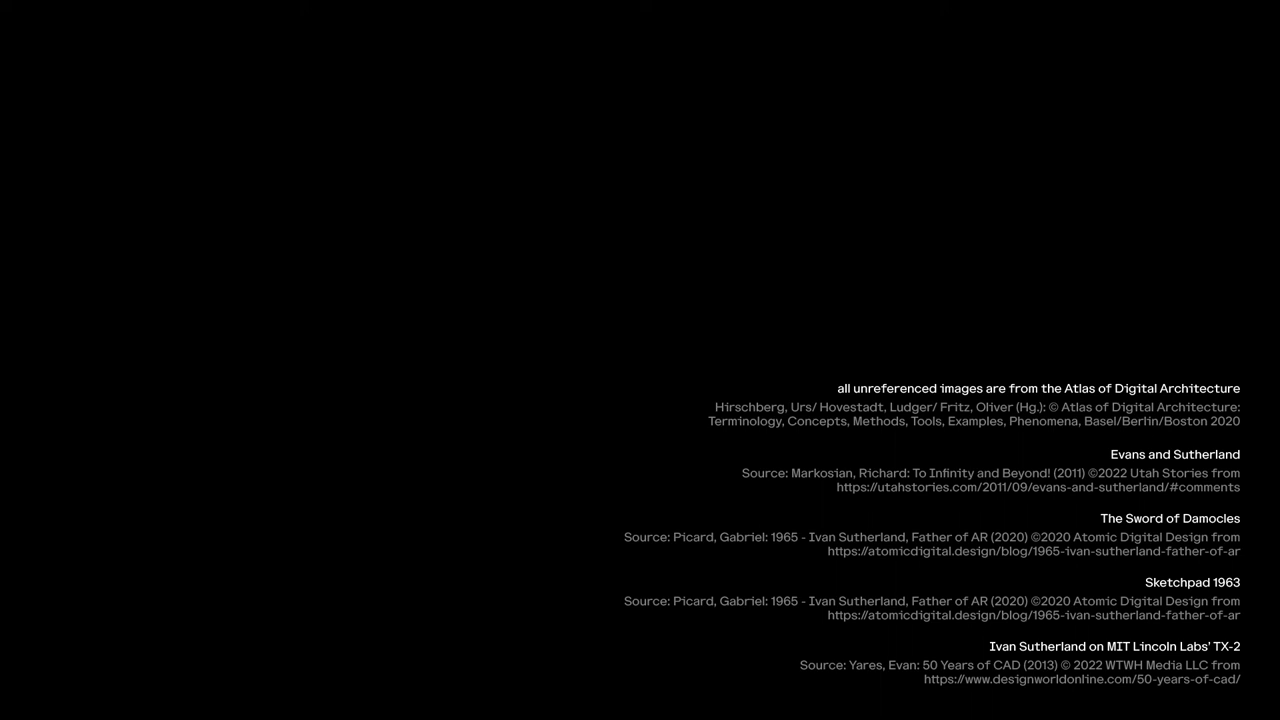 all unreferenced images are from the Atlas of Digital Architecture
Hirschberg, Urs/ Hovestadt, Ludger/ Fritz, Oliver (Hg.): © Atlas of Digital Architecture:
Terminology, Concepts, Methods, Tools, Examples, Phenomena, Basel/Berlin/Boston 2020
Evans and Sutherland
Source: Markosian, Richard: To Infinity and Beyond! (2011) ©2022 Utah Stories from
https://utahstories.com/2011/09/evans-and-sutherland/#comments
The Sword of Damocles
Source: Picard, Gabriel: 1965 - Ivan Sutherland, Father of AR (2020) ©2020 Atomic Digital Design from
https://atomicdigital.design/blog/1965-ivan-sutherland-father-of-ar
Sketchpad 1963
Source: Picard, Gabriel: 1965 - Ivan Sutherland, Father of AR (2020) ©2020 Atomic Digital Design from
https://atomicdigital.design/blog/1965-ivan-sutherland-father-of-ar
Ivan Sutherland on MIT Lincoln Labs' TX-2
Source: Yares, Evan: 50 Years of CAD (2013) © 2022 WTWH Media LLC from
https://www.designworldonline.com/50-years-of-cad/